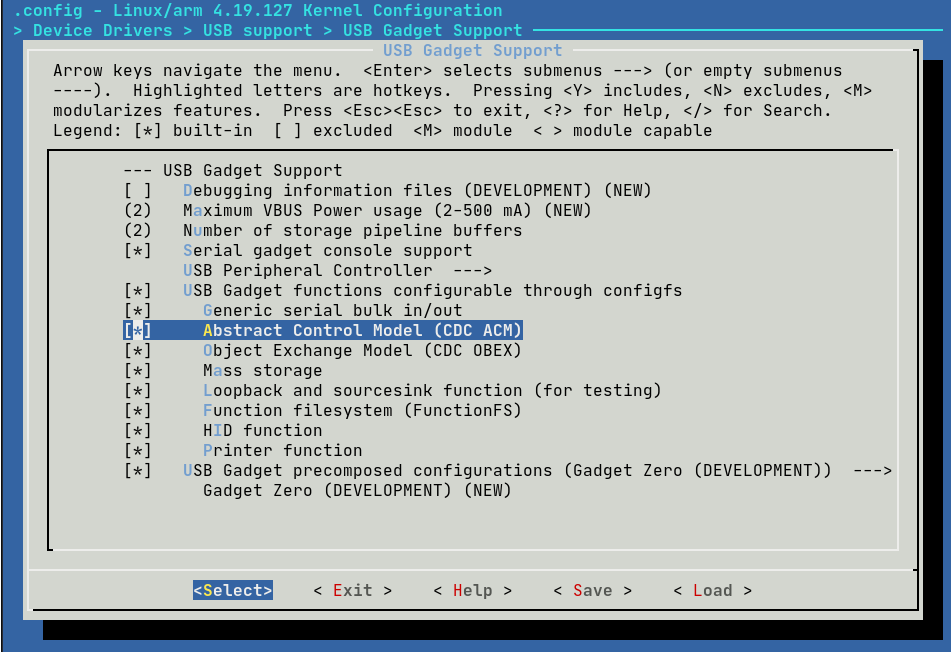 .config - Linux/arm 4.19.127 Kernel Configuration
> Device Drivers > USB support > USB Gadget Support
USB Gadget Support
Arrow keys navigate the menu.  <Enter> selects submenus ---> (or empty submenus
----).  Highlighted letters are hotkeys.  Pressing <Y> includes, <N> excludes, <M>
modularizes features.  Press <Esc><Esc> to exit, <?> for Help, </> for Search.
Legend: [*] built-in  [ ] excluded  <M> module  < > module capable
--- USB Gadget Support
[ ]   Debugging information files (DEVELOPMENT) (NEW)
(2)   Maximum VBUS Power usage (2-500 mA) (NEW)
(2)   Number of storage pipeline buffers
[*]   Serial gadget console support
USB Peripheral Controller  --->
[*]   USB Gadget functions configurable through configfs
[*]     Generic serial bulk in/out
[*]     Abstract Control Model (CDC ACM)
[*]     Object Exchange Model (CDC OBEX)
[*]     Mass storage
[*]     Loopback and sourcesink function (for testing)
[*]     Function filesystem (FunctionFS)
[*]     HID function
[*]     Printer function
[*]   USB Gadget precomposed configurations (Gadget Zero (DEVELOPMENT))  --->
Gadget Zero (DEVELOPMENT) (NEW)
<Select>    < Exit >    < Help >    < Save >    < Load >